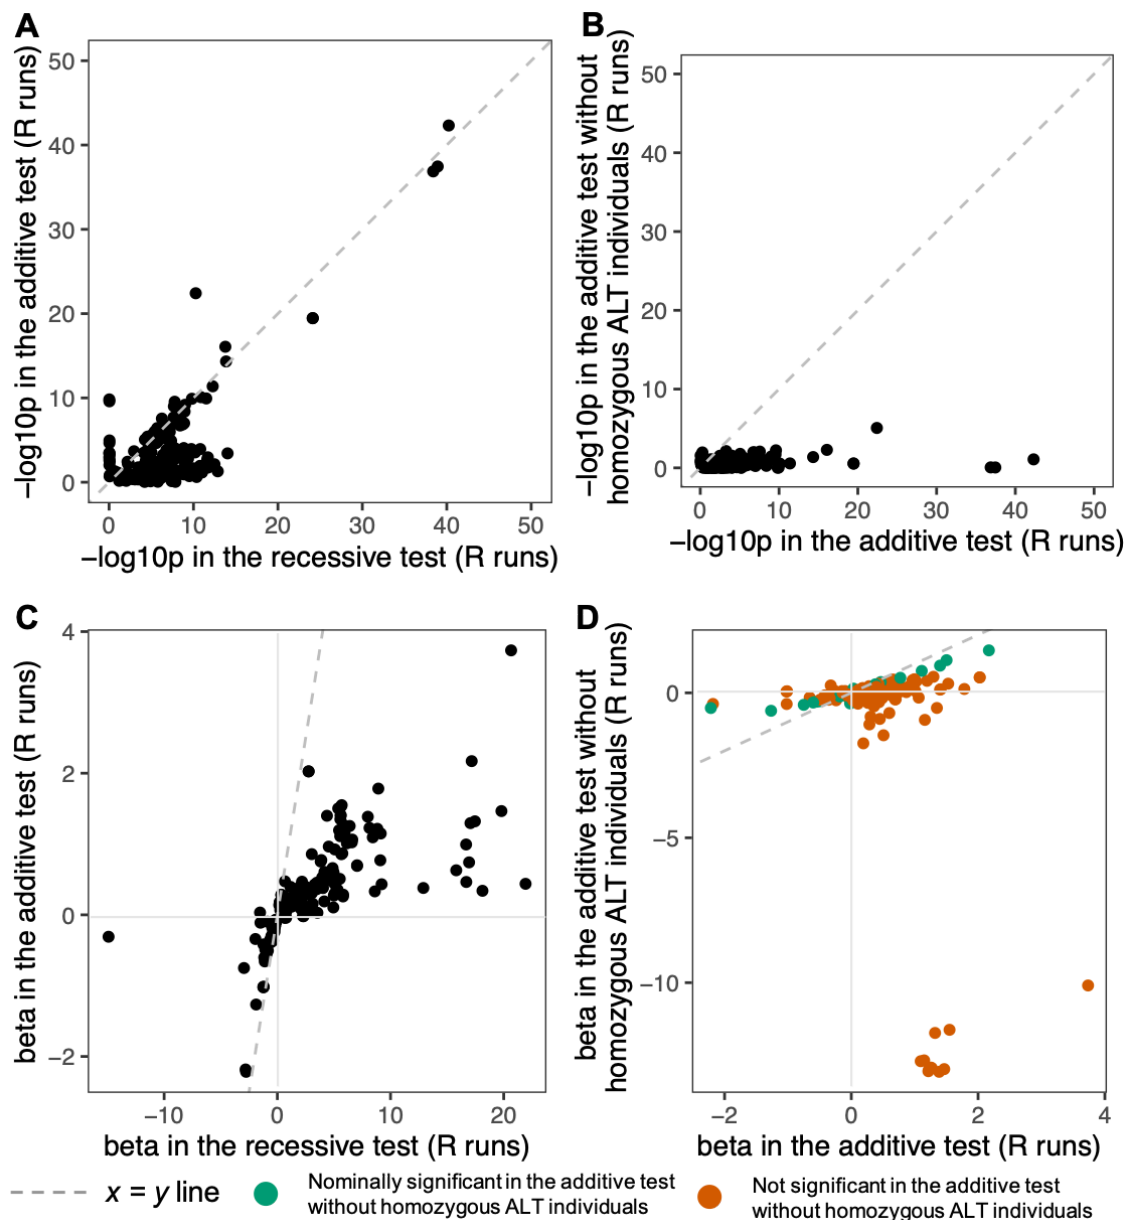 A
−log10p in the additive test (R runs)
50
40
30
20
10
0
0 10 20 30 40 50
−log10p in the recessive test (R runs)
B
−log10p in the additive test without
homozygous ALT individuals (R runs)
50
40
30
20
10
0
0 10 20 30 40 50
−log10p in the additive test (R runs)
C
beta in the additive test (R runs)
4
2
0
−2
−10 0 10 20
beta in the recessive test (R runs)
D
beta in the additive test without
homozygous ALT individuals (R runs)
0
−5
−10
−2 0 2 4
beta in the additive test (R runs)
x = y line
Nominally significant in the additive test
without homozygous ALT individuals
Not significant in the additive test
without homozygous ALT individuals